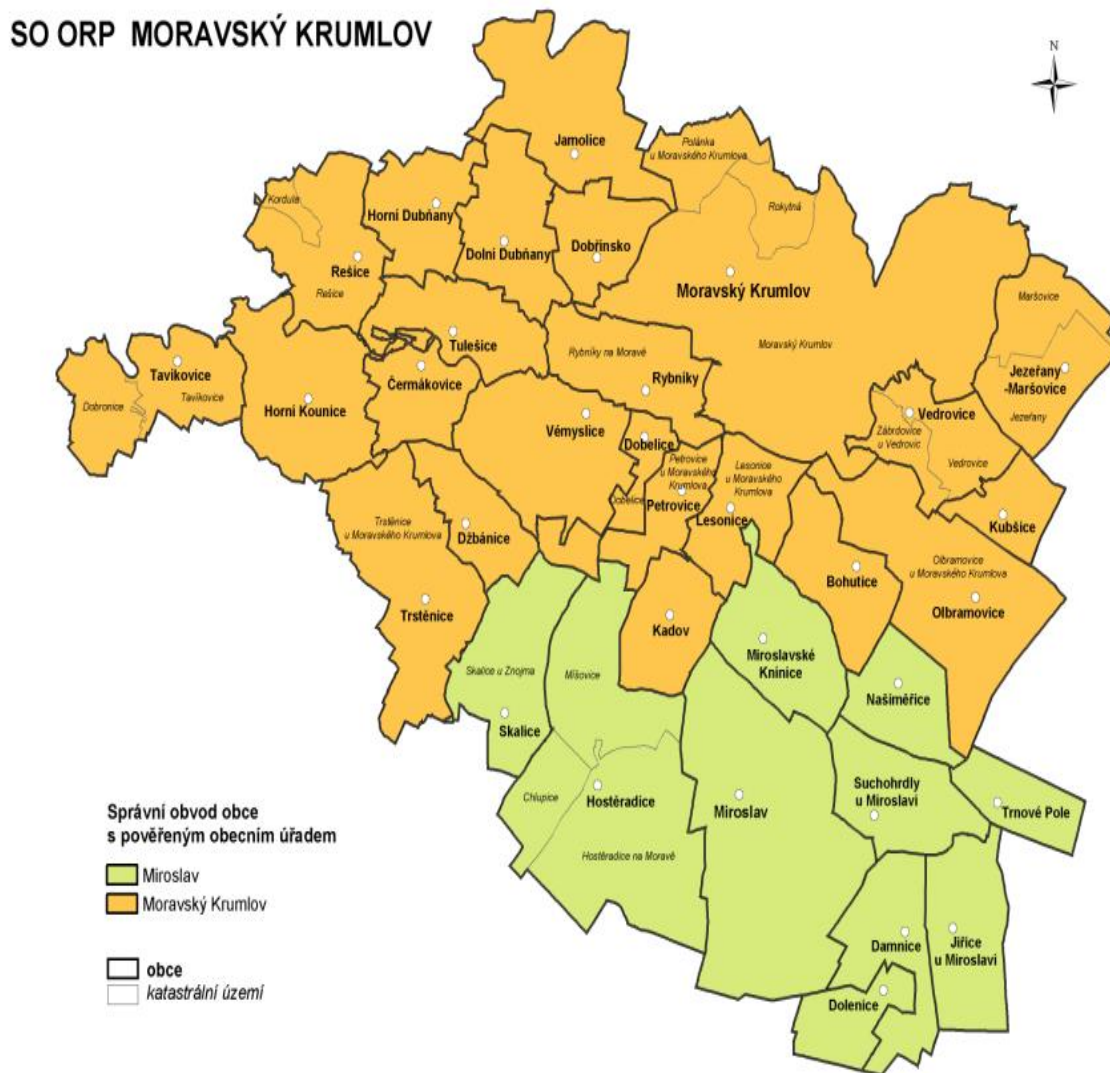 SO ORP MORAVSKÝ KRUMLOV
N
Jamolice
Polánka
u Moravského Krumlova
Kordula
Horní Dubňany
Rokytná
Dolní Dubňany
Dobřínsko
Rešice
Rešice
Moravský Krumlov
Maršovice
Tulešice
Rybníky na Moravě
Moravský Krumlov
Tavíkovice
Tavíkovice
Čermákovice
Rybníky
Jezeřany
-Maršovice
Jezeřany
Dobronice
Horní Kounice
Vémyslice
Vedrovice
Zábrdovice
u Vedrovic
Vedrovice
Dobelice
Dobelice
Petrovice
u Moravského
Krumlova
Petrovice
Lesonice
u Moravského
Krumlova
Lesonice
Kubšice
Trstěnice
u Moravského Krumlova
Džbánice
Trstěnice
Bohutice
Olbramovice
u Moravského Krumlova
Olbramovice
Kadov
Miroslavské
Knínice
Skalice u Znojma
Míšovice
Našiměřice
Skalice
Suchohrdly
u Miroslavi
Chlupice
Hostěradice
Miroslav
Trnové Pole
Hostěradice na Moravě
Damnice
Jiřice
u Miroslavi
Dolenice
Správní obvod obce
s pověřeným obecním úřadem
Miroslav
Moravský Krumlov
obce
katastrální území